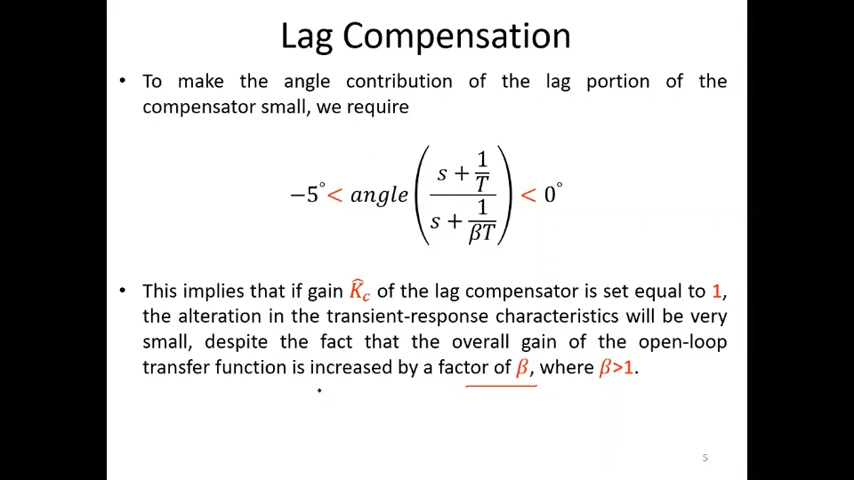 Lag Compensation
• To make the angle contribution of the lag portion of the
compensator small, we require
−5° < angle ( (s + 1/T) / (s + 1/βT) ) < 0°
• This implies that if gain K̂c of the lag compensator is set equal to 1,
the alteration in the transient-response characteristics will be very
small, despite the fact that the overall gain of the open-loop
transfer function is increased by a factor of β, where β>1.
5